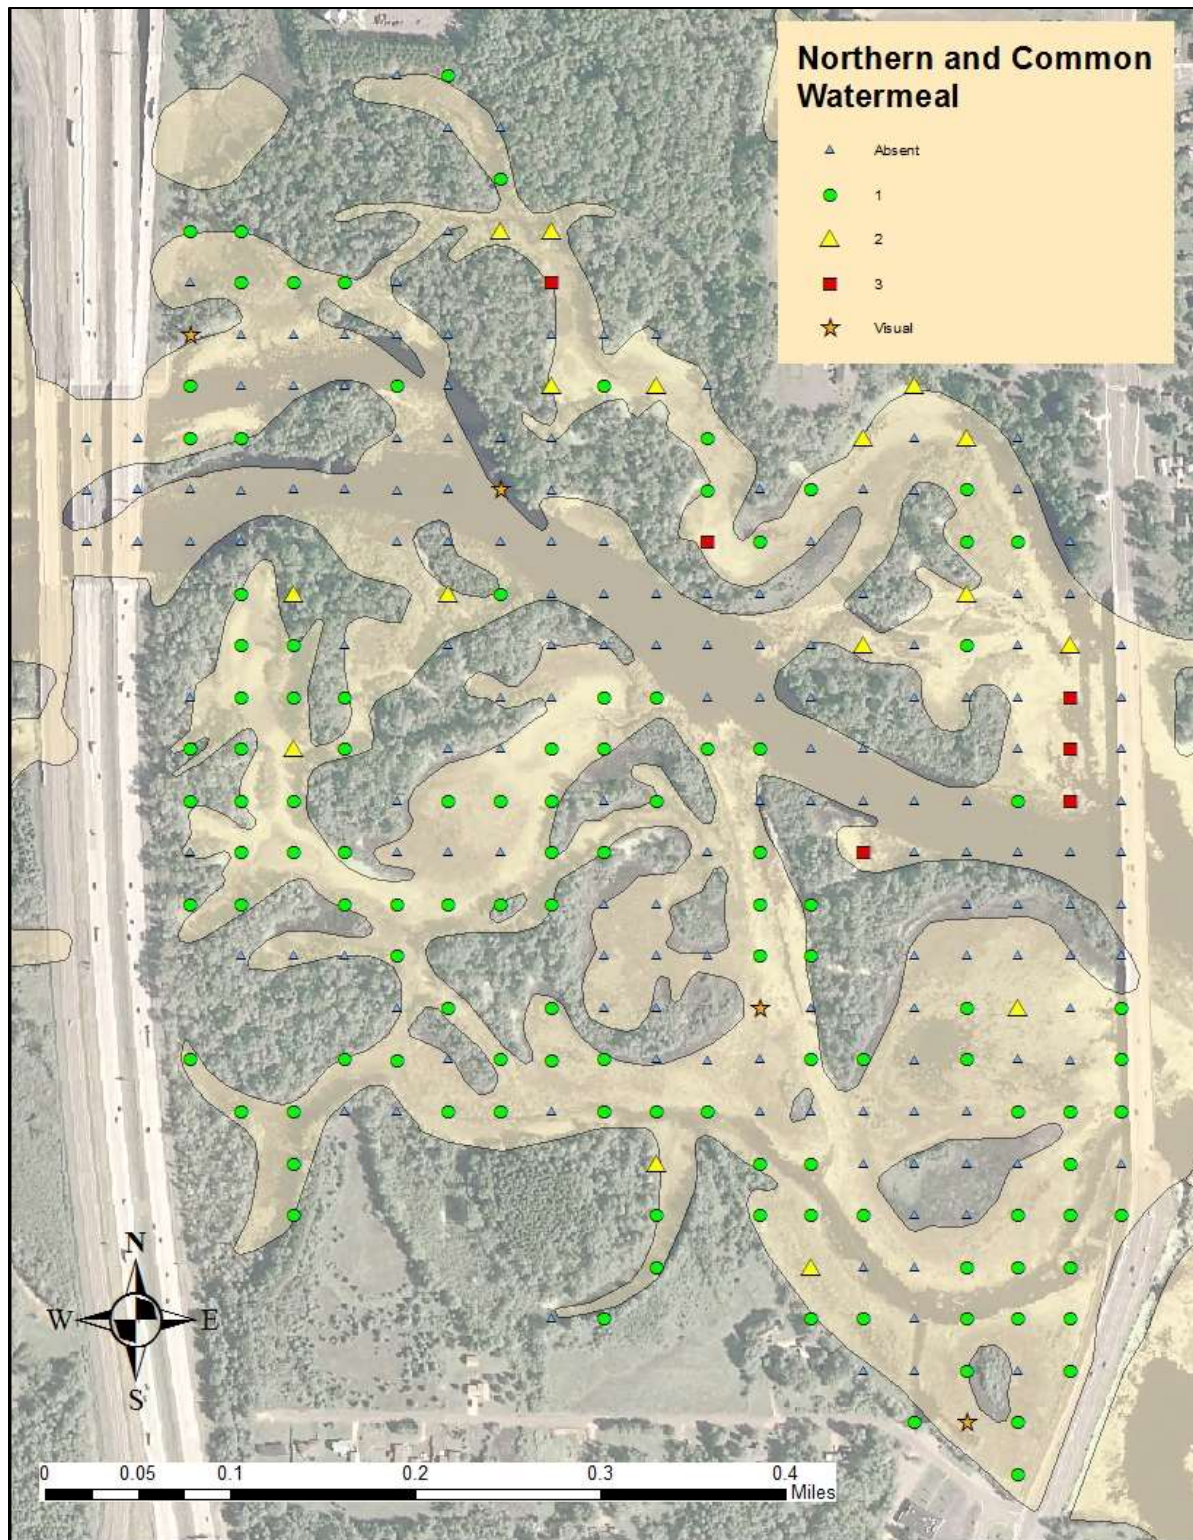 Northern and Common
Watermeal
Absent
1
2
3
Visual
N
W E
S
0 0.05 0.1 0.2 0.3 0.4
Miles